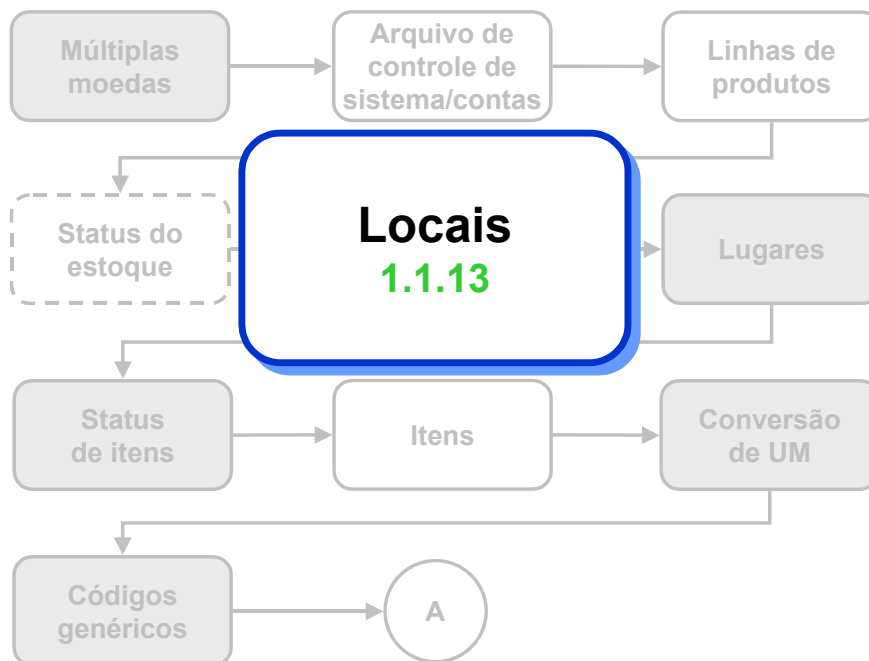 Múltiplas
moedas
Arquivo de
controle de
sistema/contas
Linhas de
produtos
Status do
estoque
Locais
1.1.13
Lugares
Status
de itens
Itens
Conversão
de UM
Códigos
genéricos
A